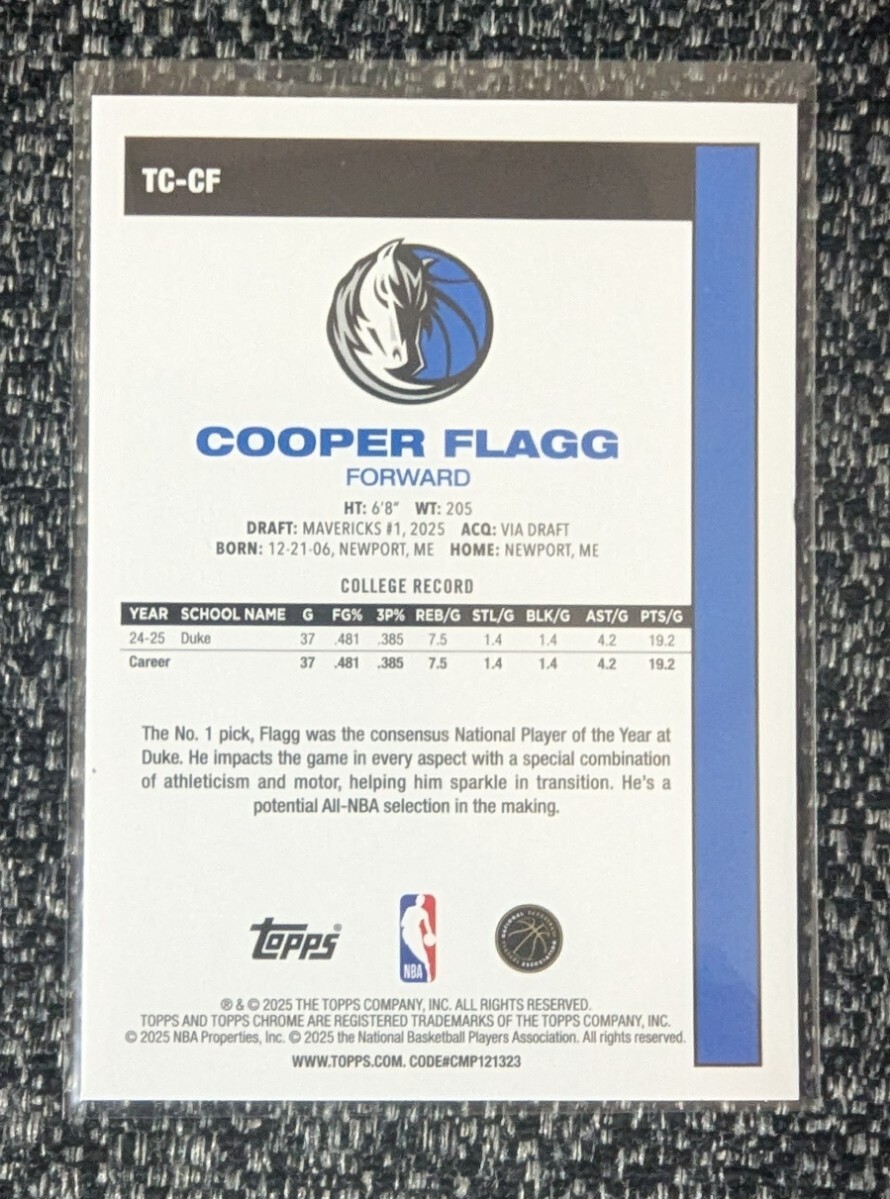 TC-CF
COOPER FLAGG
FORWARD
HT: 6'8" WT: 205
DRAFT: MAVERICKS #1, 2025 ACQ: VIA DRAFT
BORN: 12-21-06, NEWPORT, ME HOME: NEWPORT, ME
COLLEGE RECORD
YEAR SCHOOL NAME G FG% 3P% REB/G STL/G BLK/G AST/G PTS/G
24-25 Duke 37 .481 .385 7.5 1.4 1.4 4.2 19.2
Career 37 .481 .385 7.5 1.4 1.4 4.2 19.2
The No. 1 pick, Flagg was the consensus National Player of the Year at
Duke. He impacts the game in every aspect with a special combination
of athleticism and motor, helping him sparkle in transition. He's a
potential All-NBA selection in the making.
topps®
NBA
NATIONAL BASKETBALL
ASSOCIATION
® & © 2025 THE TOPPS COMPANY, INC. ALL RIGHTS RESERVED.
TOPPS AND TOPPS CHROME ARE REGISTERED TRADEMARKS OF THE TOPPS COMPANY, INC.
© 2025 NBA Properties, Inc. © 2025 the National Basketball Players Association. All rights reserved.
WWW.TOPPS.COM. CODE#CMP121323